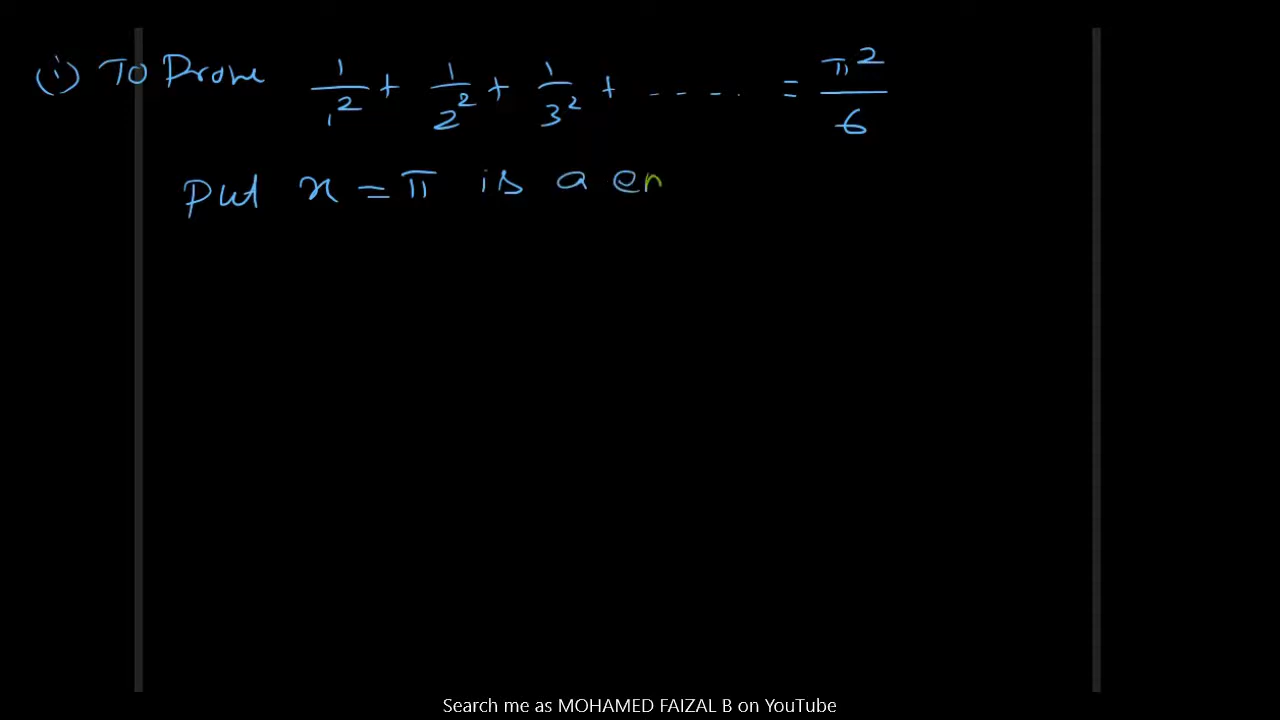 (i) To Prove 1/1² + 1/2² + 1/3² + ..... = π²/6
Put x = π is a en
Search me as MOHAMED FAIZAL B on YouTube